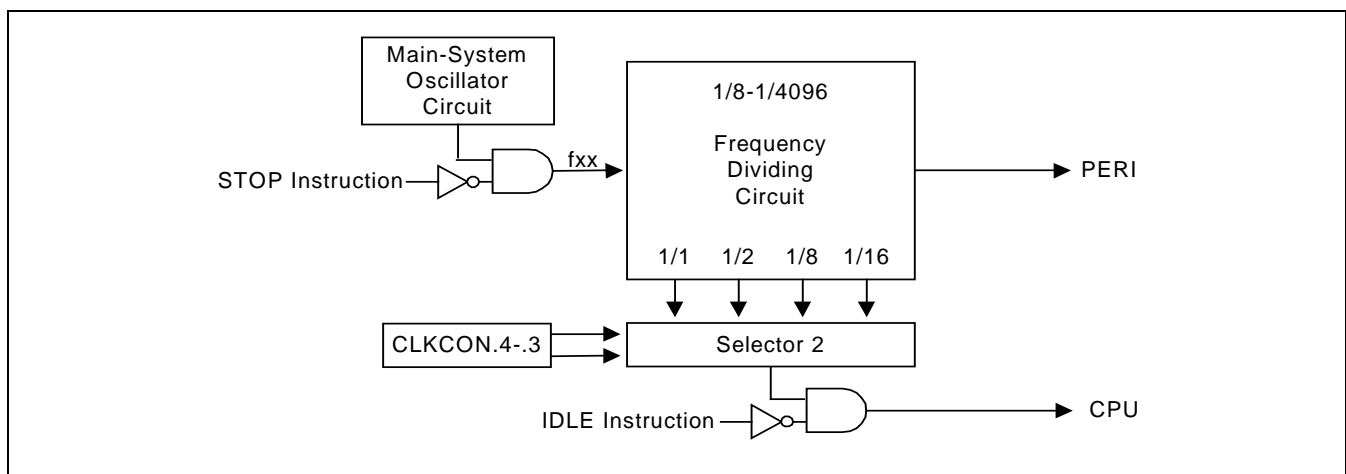 Main-System
Oscillator
Circuit
1/8-1/4096
Frequency
Dividing
Circuit
fxx
STOP Instruction
PERI
1/1 1/2 1/8 1/16
CLKCON.4-.3
Selector 2
IDLE Instruction
CPU